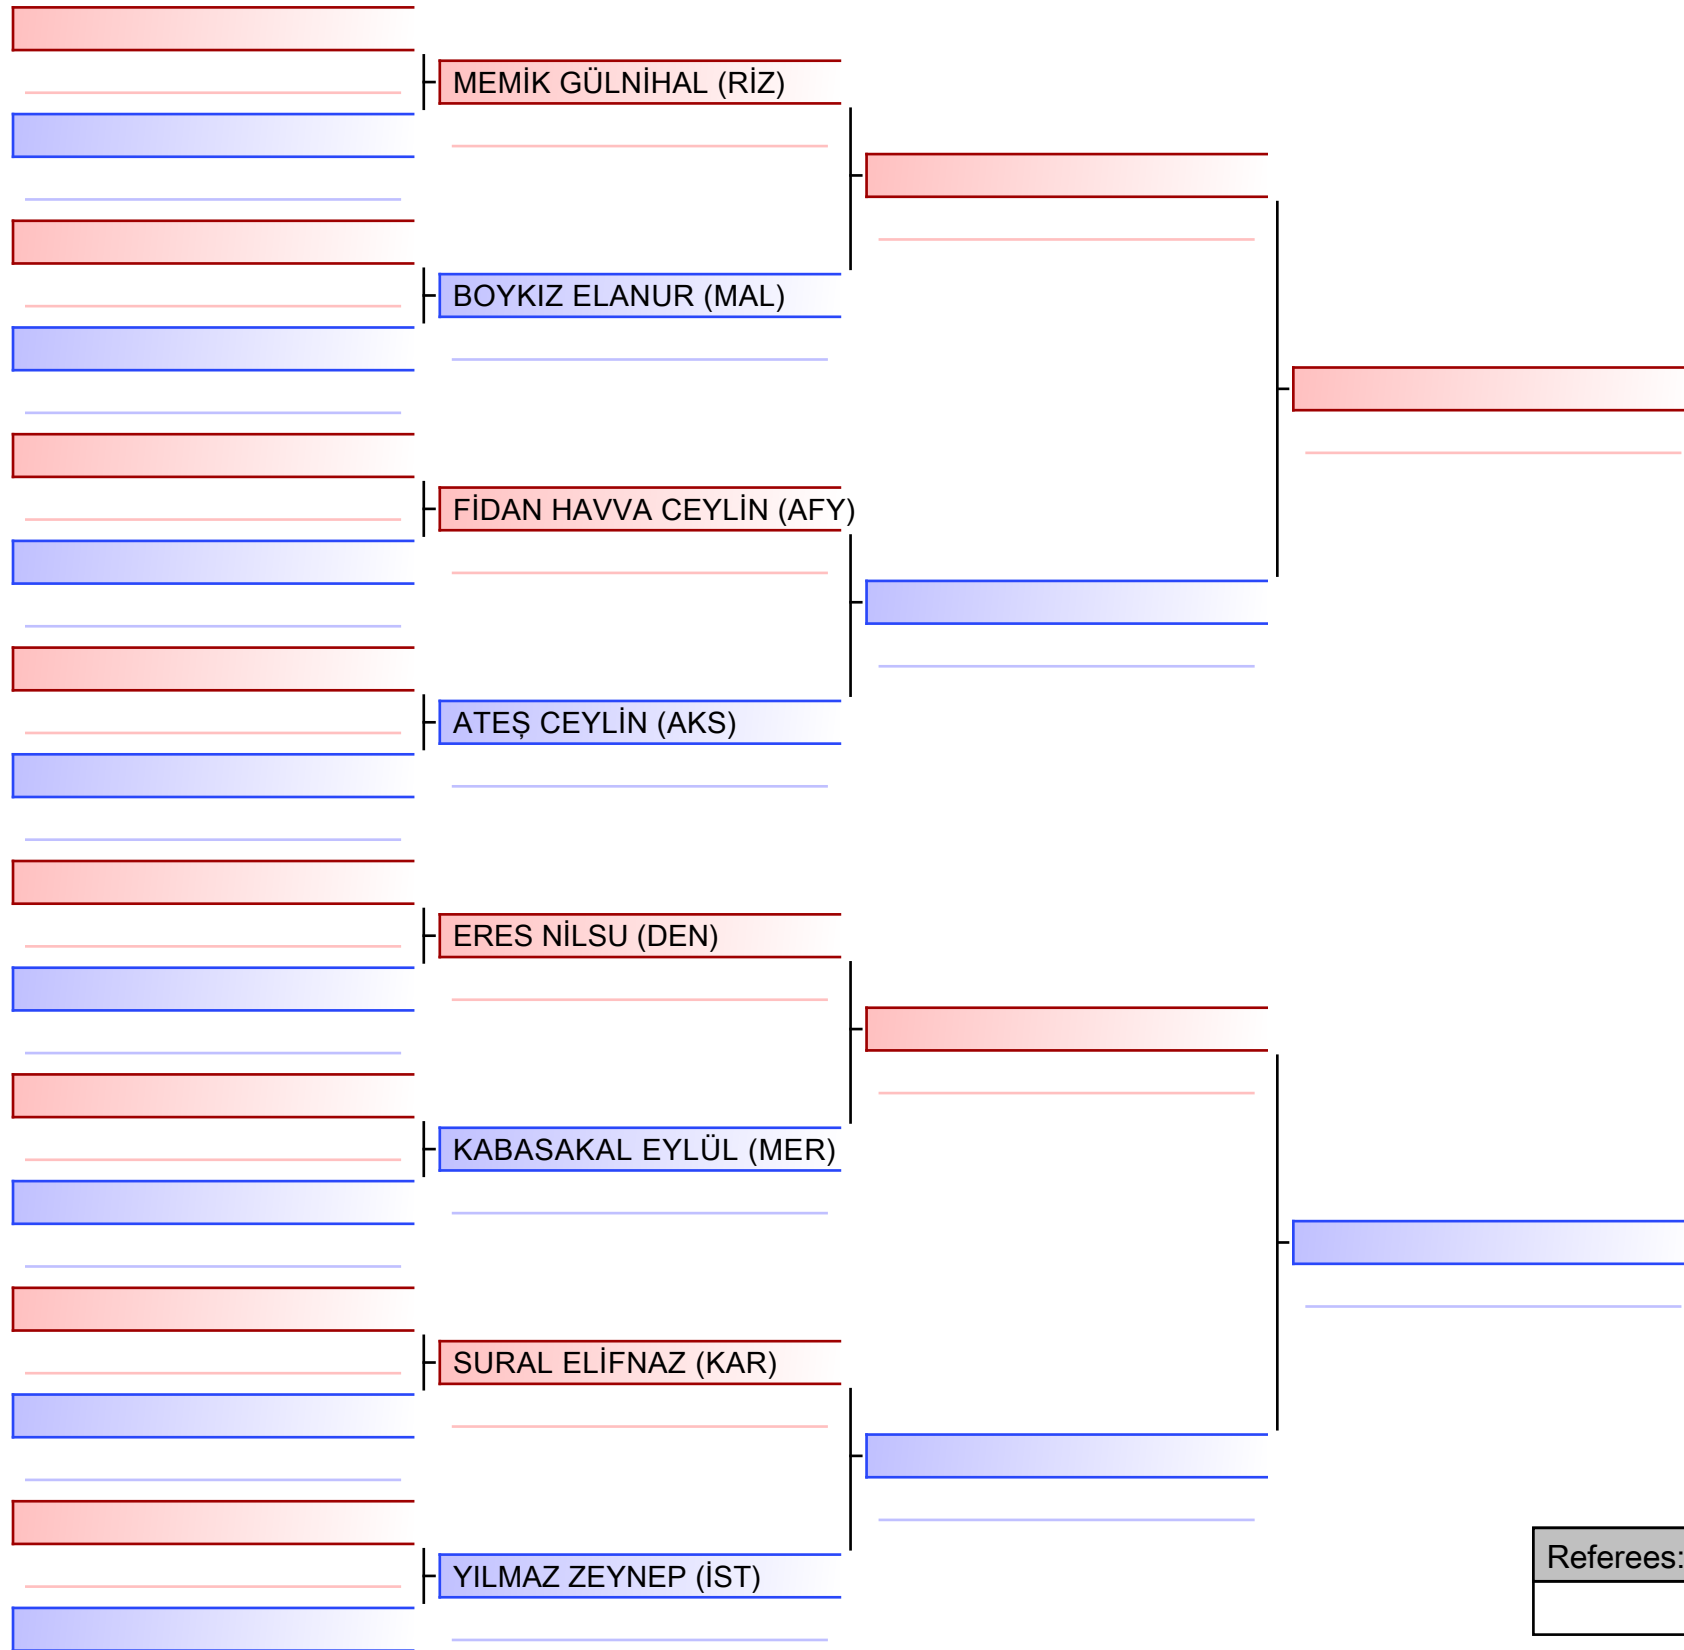 MEMİK GÜLNİHAL (RİZ)
BOYKIZ ELANUR (MAL)
FİDAN HAVVA CEYLİN (AFY)
ATEŞ CEYLİN (AKS)
ERES NİLSU (DEN)
KABASAKAL EYLÜL (MER)
SURAL ELİFNAZ (KAR)
YILMAZ ZEYNEP (İST)
Referees: